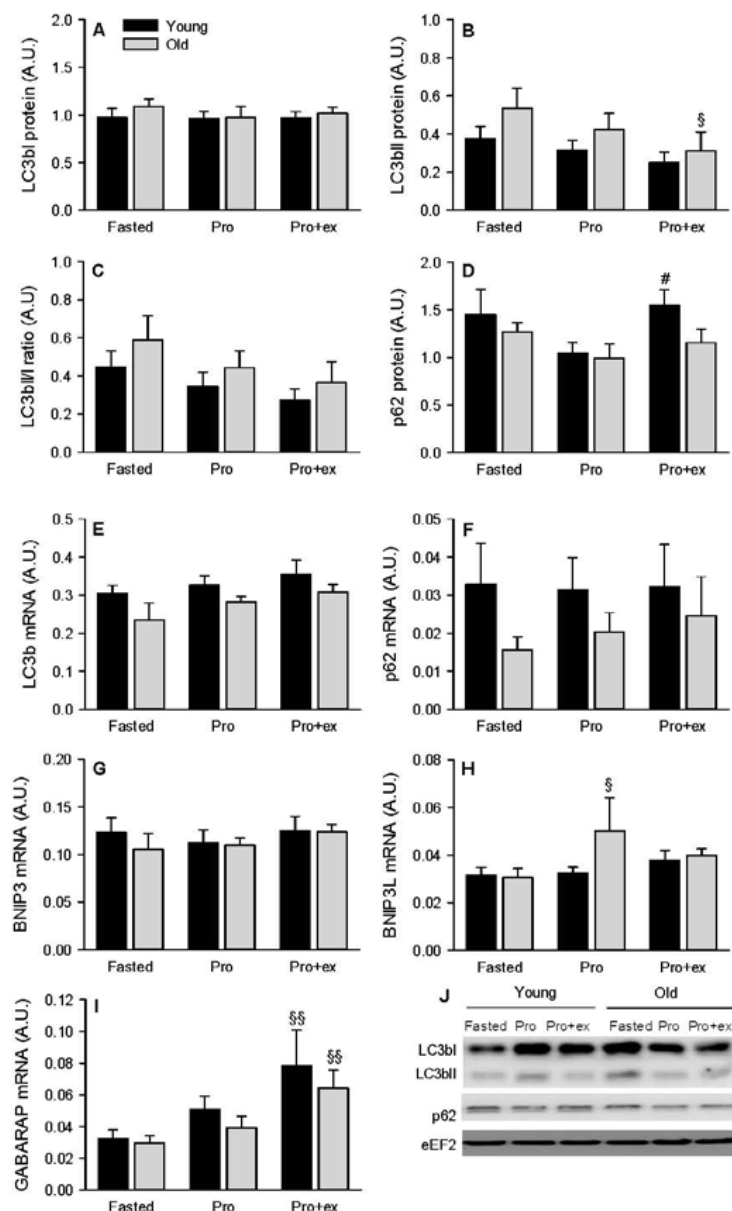 A
Young
Old
LC3bI protein (A.U.)
2.0
1.5
1.0
0.5
0.0
Fasted Pro Pro+ex
B
§
LC3bII protein (A.U.)
1.0
0.8
0.6
0.4
0.2
0.0
Fasted Pro Pro+ex
C
LC3bII/I ratio (A.U)
1.0
0.8
0.6
0.4
0.2
0.0
Fasted Pro Pro+ex
D
#
p62 protein (A.U.)
2.0
1.5
1.0
0.5
0.0
Fasted Pro Pro+ex
E
LC3b mRNA (A.U.)
0.5
0.4
0.3
0.2
0.1
0.0
Fasted Pro Pro+ex
F
p62 mRNA (A.U.)
0.05
0.04
0.03
0.02
0.01
0.00
Fasted Pro Pro+ex
G
BNIP3 mRNA (A.U.)
0.20
0.15
0.10
0.05
0.00
Fasted Pro Pro+ex
H
§
BNIP3L mRNA (A.U.)
0.08
0.06
0.04
0.02
0.00
Fasted Pro Pro+ex
I
§§
§§
GABARAP mRNA (A.U.)
0.12
0.10
0.08
0.06
0.04
0.02
0.00
Fasted Pro Pro+ex
J
Young Old
Fasted Pro Pro+ex Fasted Pro Pro+ex
LC3bI
LC3bII
p62
eEF2